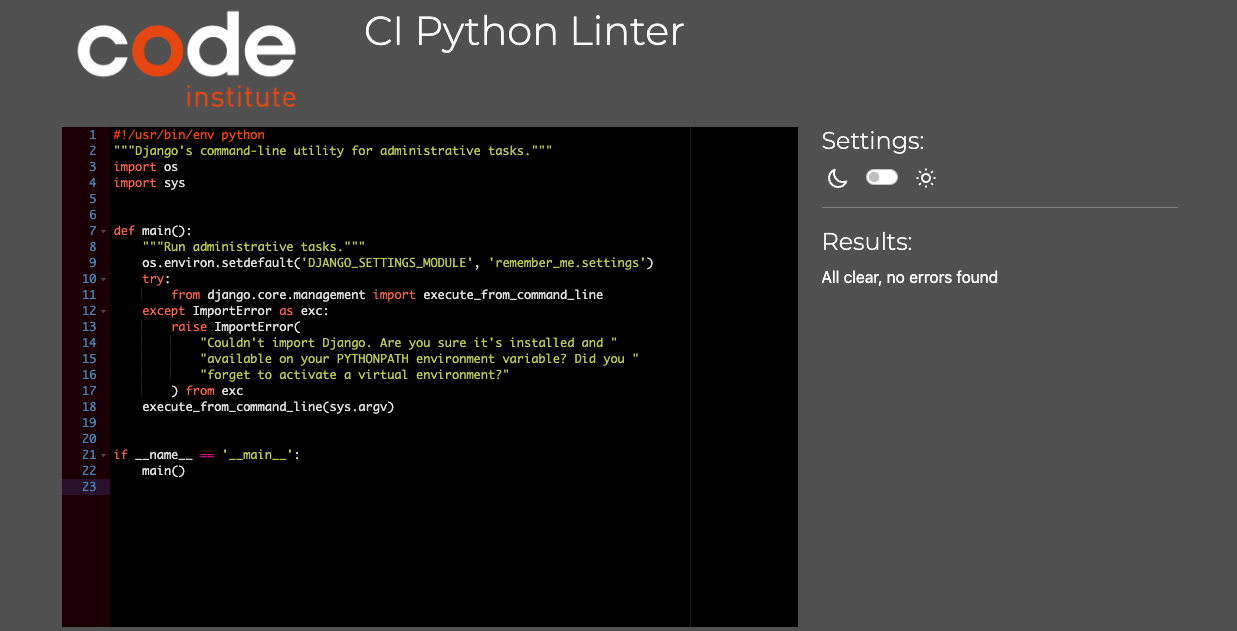 code
institute
CI Python Linter
1 #!/usr/bin/env python
2 """Django's command-line utility for administrative tasks."""
3 import os
4 import sys
5
6
7 def main():
8     """Run administrative tasks."""
9     os.environ.setdefault('DJANGO_SETTINGS_MODULE', 'remember_me.settings')
10     try:
11         from django.core.management import execute_from_command_line
12     except ImportError as exc:
13         raise ImportError(
14             "Couldn't import Django. Are you sure it's installed and "
15             "available on your PYTHONPATH environment variable? Did you "
16             "forget to activate a virtual environment?"
17         ) from exc
18     execute_from_command_line(sys.argv)
19
20
21 if __name__ == '__main__':
22     main()
23
Settings:
Results:
All clear, no errors found